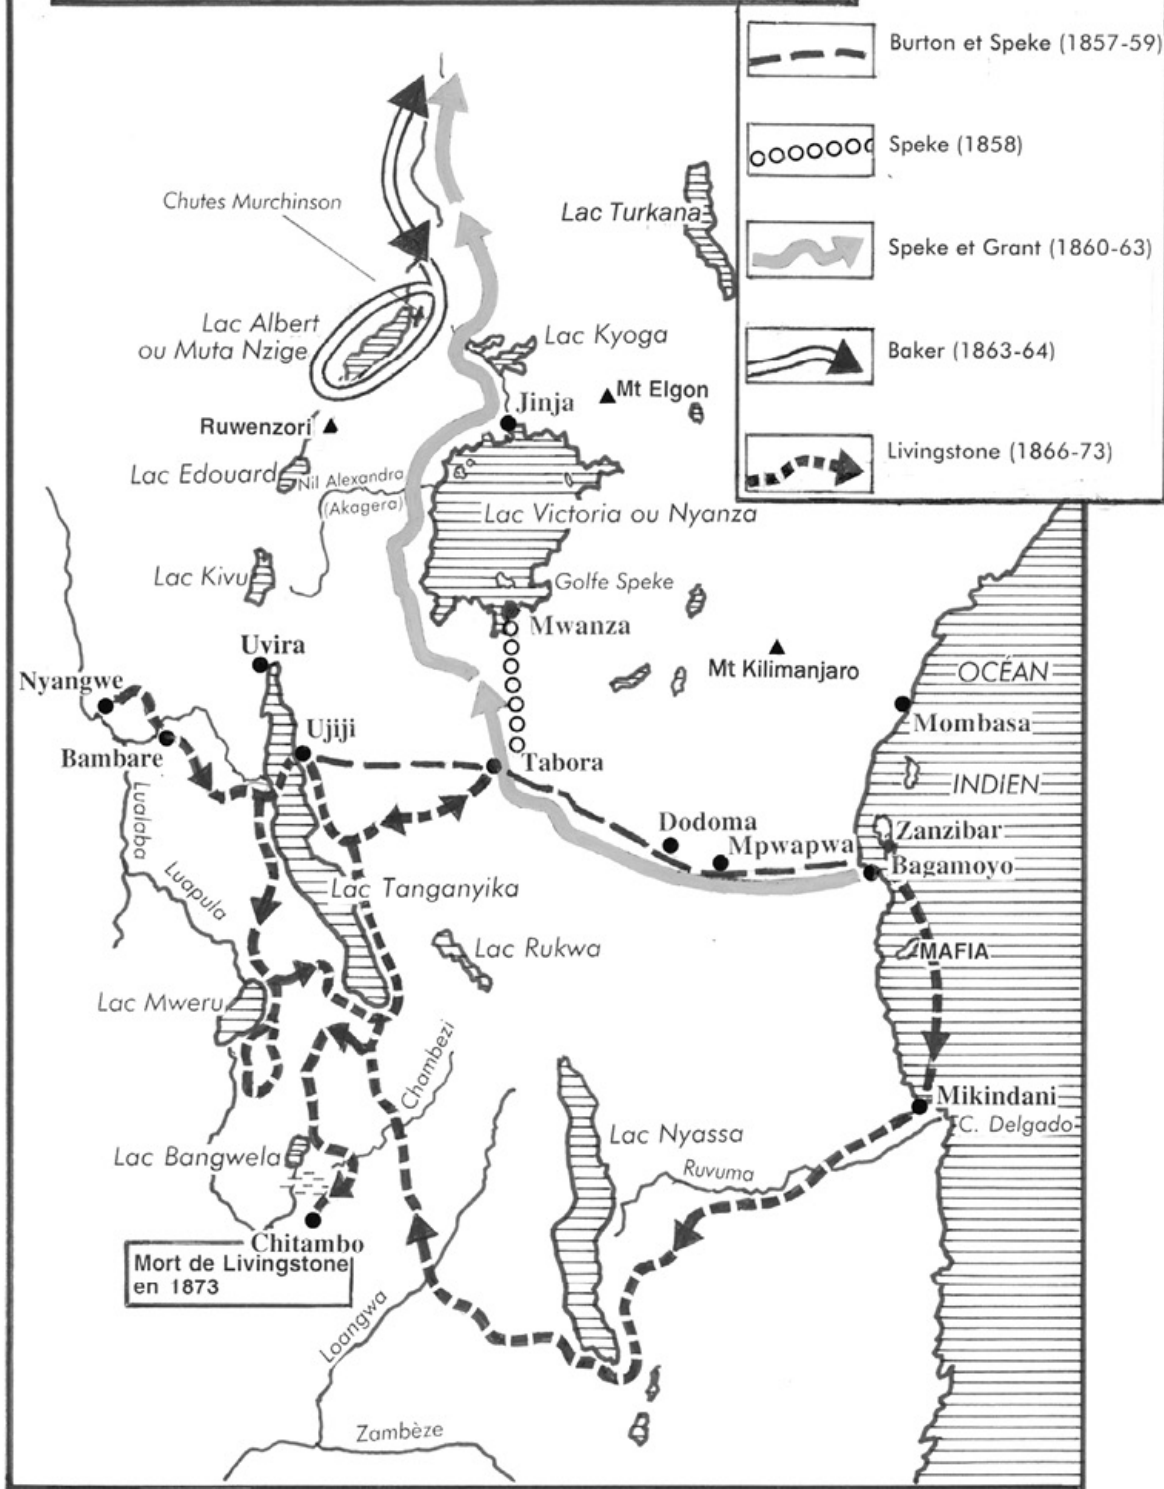 Burton et Speke (1857-59)
Speke (1858)
Speke et Grant (1860-63)
Baker (1863-64)
Livingstone (1866-73)
Chutes Murchinson
Lac Turkana
Lac Albert
ou Muta Nzige
Lac Kyoga
Mt Elgon
Jinja
Ruwenzori
Lac Edouard
Nil Alexandra
(Akagera)
Lac Victoria ou Nyanza
Lac Kivu
Golfe Speke
Mwanza
Uvira
Mt Kilimanjaro
OCÉAN
Nyangwe
Mombasa
Ujiji
Bambare
Tabora
INDIEN
Lualaba
Dodoma
Zanzibar
Mpwapwa
Bagamoyo
Luapula
Lac Tanganyika
Lac Rukwa
MAFIA
Lac Mweru
Chambezi
Mikindani
C. Delgado
Lac Nyassa
Lac Bangwela
Ruvuma
Chitambo
Mort de Livingstone
en 1873
Loangwa
Zambèze